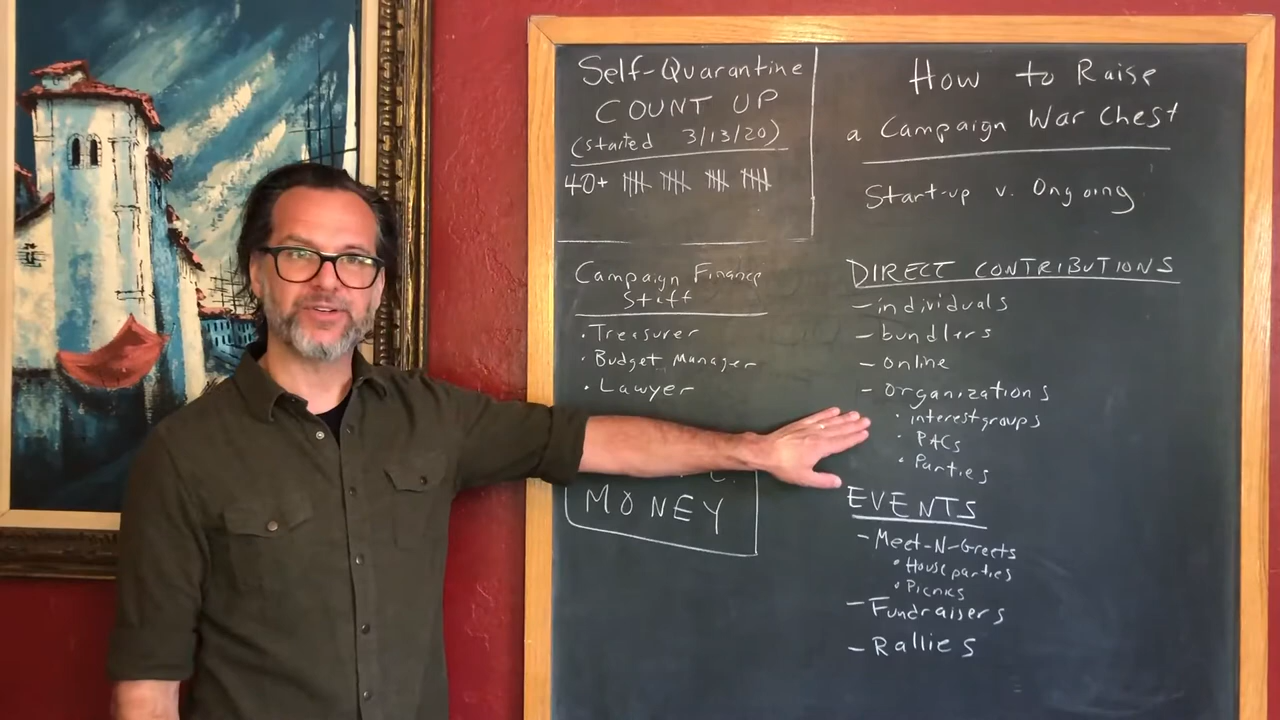 Self-Quarantine
COUNT UP
(started 3/13/20)
40+
Campaign Finance
Staff
• Treasurer
• Budget Manager
• Lawyer
MONEY
How to Raise
a Campaign War Chest
Start-up v. Ongoing
DIRECT CONTRIBUTIONS
- individuals
- bundlers
- online
- organizations
• interest groups
• PACs
• Parties
EVENTS
- Meet-N-Greets
• House parties
• Picnics
- Fundraisers
- Rallies